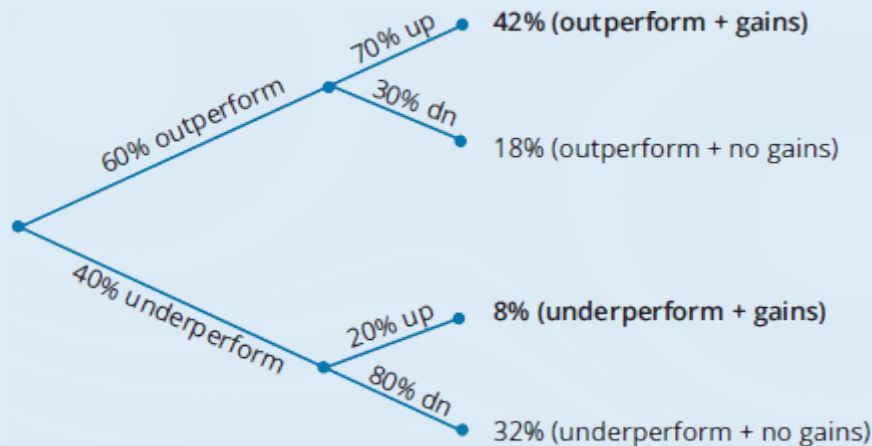 70% up
42% (outperform + gains)
60% outperform
30% dn
18% (outperform + no gains)
40% underperform
20% up
8% (underperform + gains)
80% dn
32% (underperform + no gains)